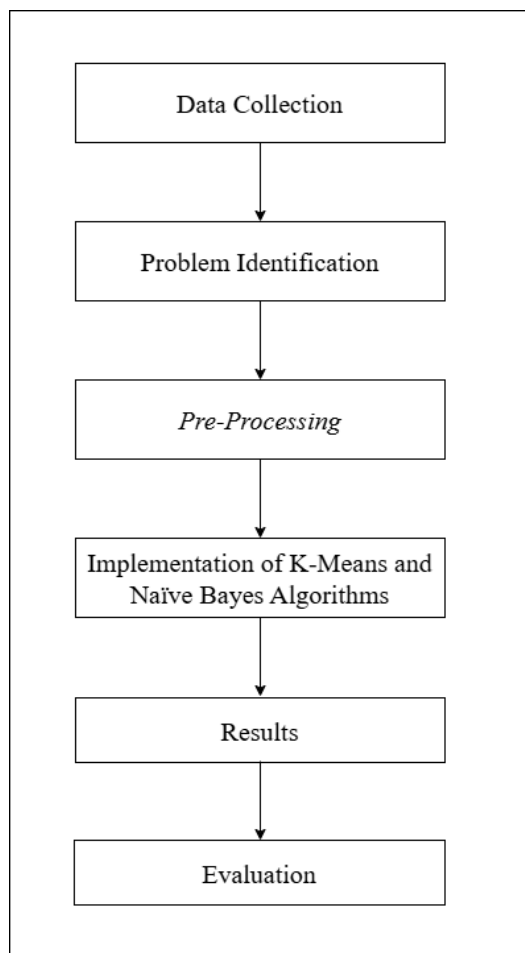 Data Collection
Problem Identification
Pre-Processing
Implementation of K-Means and
Naïve Bayes Algorithms
Results
Evaluation